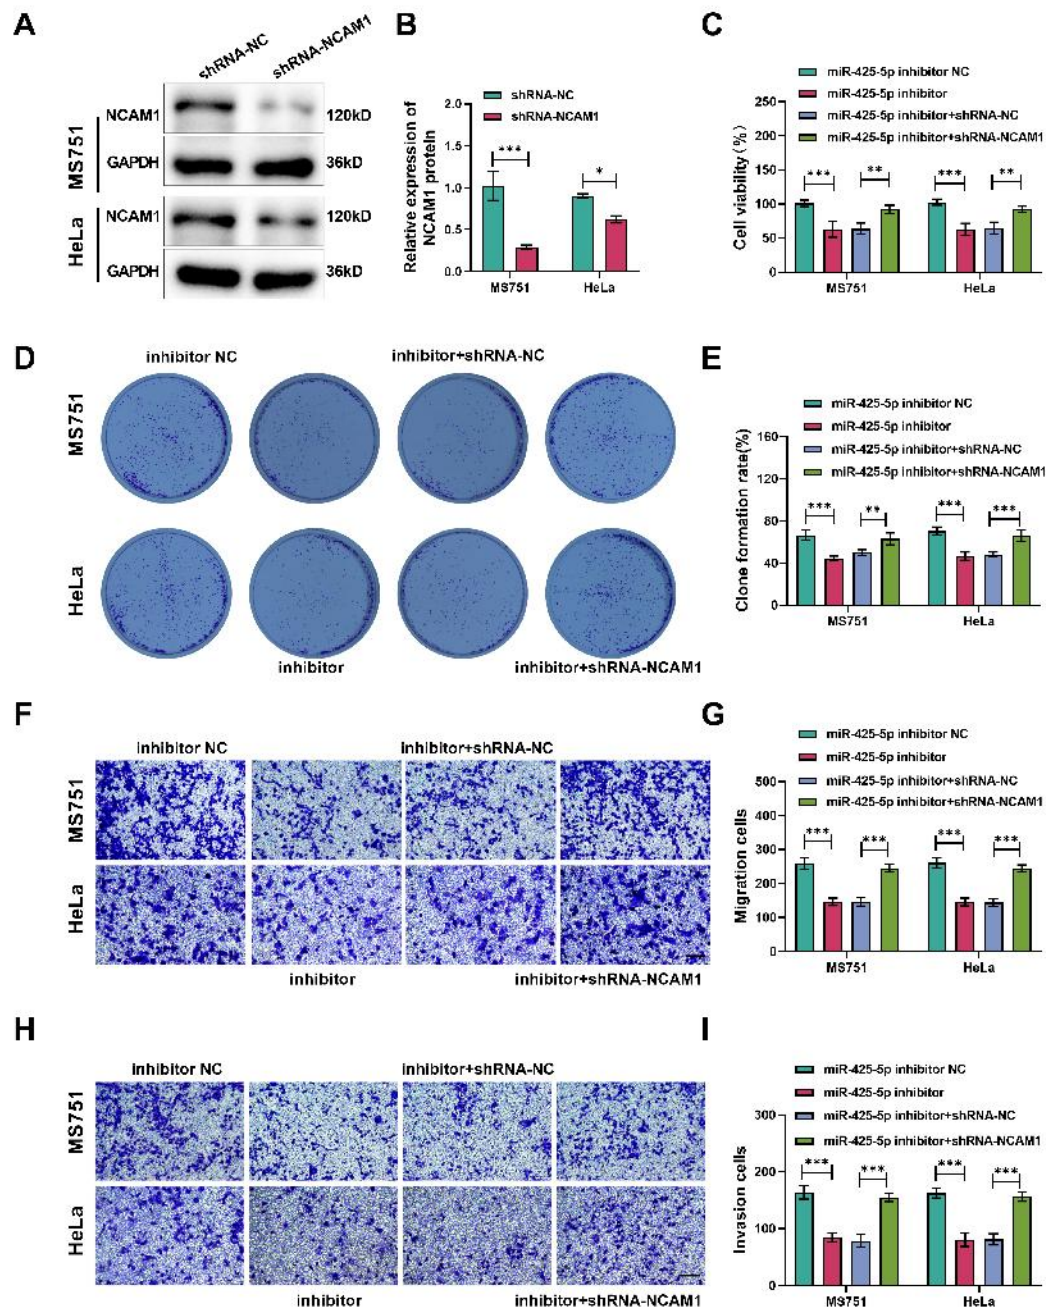 A
shRNA-NC
shRNA-NCAM1
MS751
NCAM1
120kD
GAPDH
36kD
HeLa
NCAM1
120kD
GAPDH
36kD
B
shRNA-NC
shRNA-NCAM1
Relative expression of
NCAM1 protein
2.0
1.5
1.0
0.5
0.0
***
*
MS751
HeLa
C
miR-425-5p inhibitor NC
miR-425-5p inhibitor
miR-425-5p inhibitor+shRNA-NC
miR-425-5p inhibitor+shRNA-NCAM1
Cell viability(%)
250
200
150
100
50
0
***
**
***
**
MS751
HeLa
D
inhibitor NC
inhibitor+shRNA-NC
MS751
HeLa
inhibitor
inhibitor+shRNA-NCAM1
E
miR-425-5p inhibitor NC
miR-425-5p inhibitor
miR-425-5p inhibitor+shRNA-NC
miR-425-5p inhibitor+shRNA-NCAM1
Clone formation rate(%)
160
120
80
40
0
***
**
***
***
MS751
HeLa
F
inhibitor NC
inhibitor+shRNA-NC
MS751
HeLa
inhibitor
inhibitor+shRNA-NCAM1
G
miR-425-5p inhibitor NC
miR-425-5p inhibitor
miR-425-5p inhibitor+shRNA-NC
miR-425-5p inhibitor+shRNA-NCAM1
Migration cells
500
400
300
200
100
0
***
***
***
***
MS751
HeLa
H
inhibitor NC
inhibitor+shRNA-NC
MS751
HeLa
inhibitor
inhibitor+shRNA-NCAM1
I
miR-425-5p inhibitor NC
miR-425-5p inhibitor
miR-425-5p inhibitor+shRNA-NC
miR-425-5p inhibitor+shRNA-NCAM1
Invasion cells
300
200
100
0
***
***
***
***
MS751
HeLa